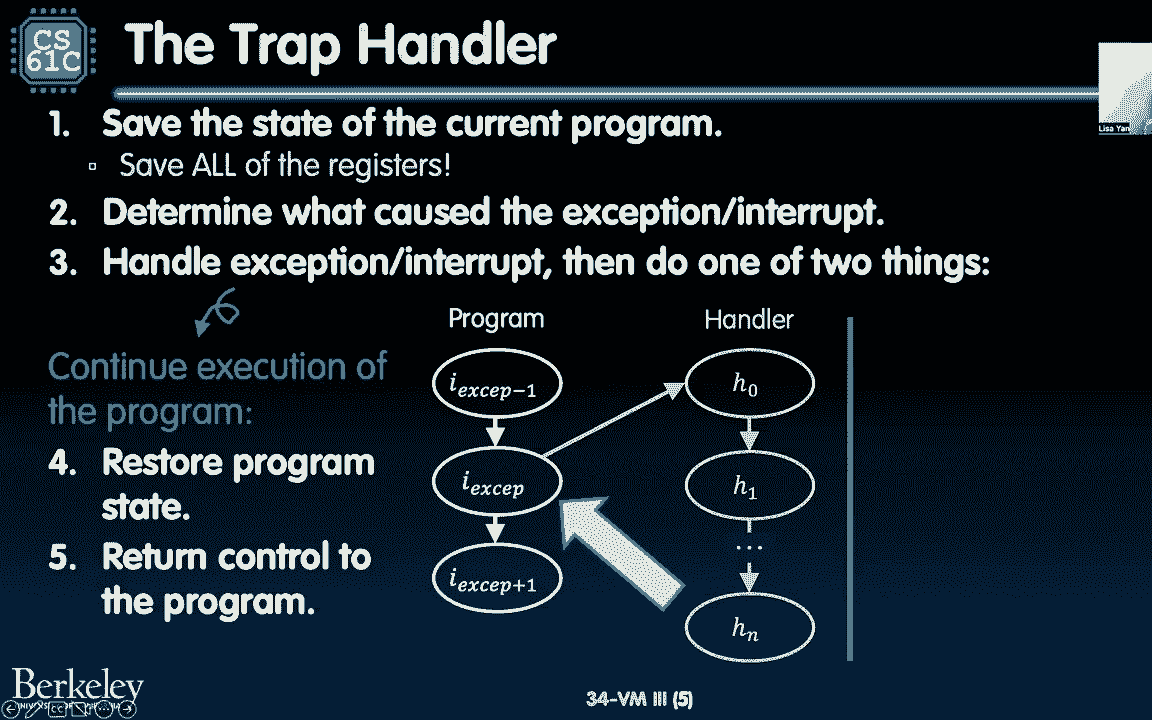 CS
61C
The Trap Handler
Lisa Yan
1. Save the state of the current program.
▫ Save ALL of the registers!
2. Determine what caused the exception/interrupt.
3. Handle exception/interrupt, then do one of two things:
Continue execution of
the program:
4. Restore program
state.
5. Return control to
the program.
Program
i_{excep-1}
i_{excep}
i_{excep+1}
Handler
h_0
h_1
...
h_n
Berkeley
34-VM III (5)